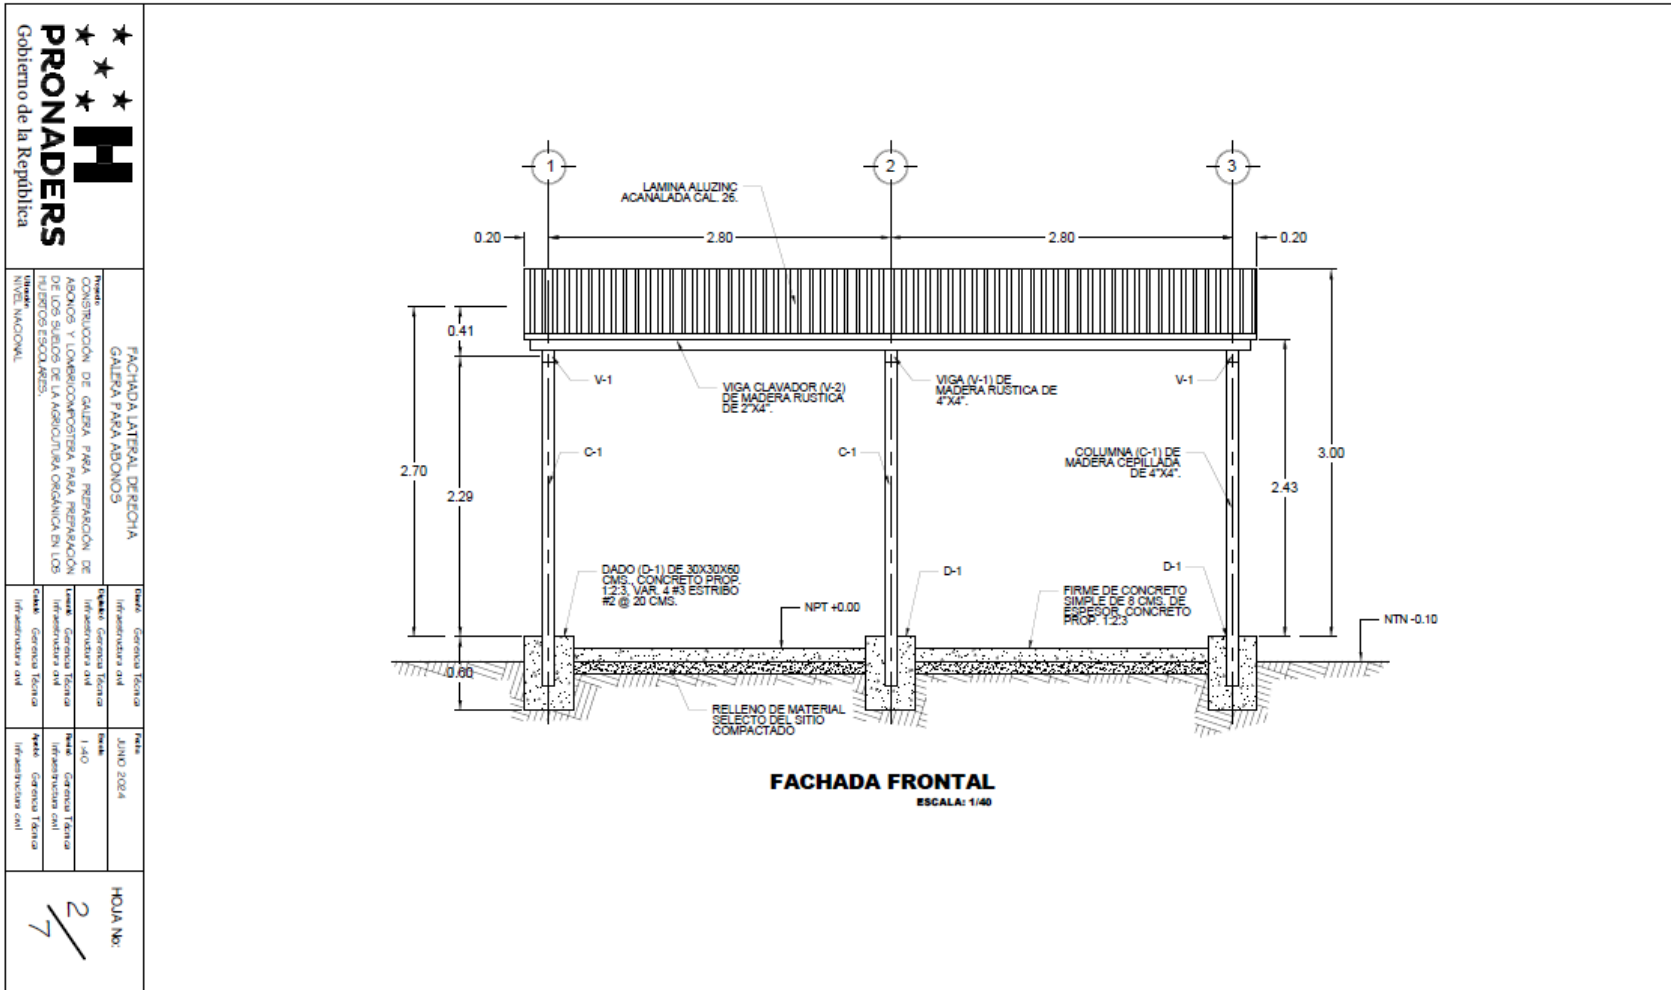 PRONADERS
Gobierno de la República
FACHADA LATERAL DERECHA
GALERA PARA ABONOS
Proyecto
CONSTRUCCIÓN DE GALERA PARA PREPARCIÓN DE
ABONOS Y LOMBRICOMPOSTERA PARA PREPARACIÓN
DE LOS SUELOS DE LA AGRICUTURA ORGÁNICA EN LOS
HUERTOS ESCOLARES.
Ubicación
NIVEL NACIONAL
Gerencia Técnica
Infraestructura civil
Gerencia Técnica
Infraestructura civil
Gerencia Técnica
Infraestructura civil
Gerencia Técnica
Infraestructura civil
Fecha
JUNIO 2024
Escala
1:40
Gerencia Técnica
Infraestructura civil
Gerencia Técnica
Infraestructura civil
HOJA No:
2/7
1
2
3
LAMINA ALUZINC
ACANALADA CAL. 26.
0.20
2.80
2.80
0.20
0.41
V-1
VIGA CLAVADOR (V-2)
DE MADERA RUSTICA
DE 2"X4".
VIGA (V-1) DE
MADERA RUSTICA DE
4"X4".
V-1
C-1
C-1
COLUMNA (C-1) DE
MADERA CEPILLADA
DE 4"X4".
3.00
2.70
2.29
2.43
DADO (D-1) DE 30X30X60
CMS., CONCRETO PROP.
1:2:3, VAR. 4 #3 ESTRIBO
#2 @ 20 CMS.
D-1
D-1
FIRME DE CONCRETO
SIMPLE DE 8 CMS. DE
ESPESOR, CONCRETO
PROP. 1:2:3
NPT +0.00
NTN -0.10
0.60
RELLENO DE MATERIAL
SELECTO DEL SITIO
COMPACTADO
FACHADA FRONTAL
ESCALA: 1/40